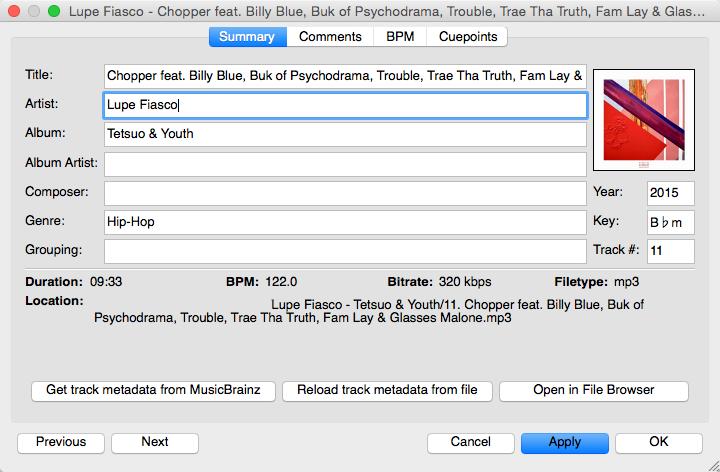 Lupe Fiasco - Chopper feat. Billy Blue, Buk of Psychodrama, Trouble, Trae Tha Truth, Fam Lay & Glas...
Summary Comments BPM Cuepoints
Title: Chopper feat. Billy Blue, Buk of Psychodrama, Trouble, Trae Tha Truth, Fam Lay &
Artist: Lupe Fiasco
Album: Tetsuo & Youth
Album Artist:
Composer: Year: 2015
Genre: Hip-Hop Key: B♭m
Grouping: Track #: 11
Duration: 09:33 BPM: 122.0 Bitrate: 320 kbps Filetype: mp3
Location: Lupe Fiasco - Tetsuo & Youth/11. Chopper feat. Billy Blue, Buk of
Psychodrama, Trouble, Trae Tha Truth, Fam Lay & Glasses Malone.mp3
Get track metadata from MusicBrainz Reload track metadata from file Open in File Browser
Previous Next Cancel Apply OK